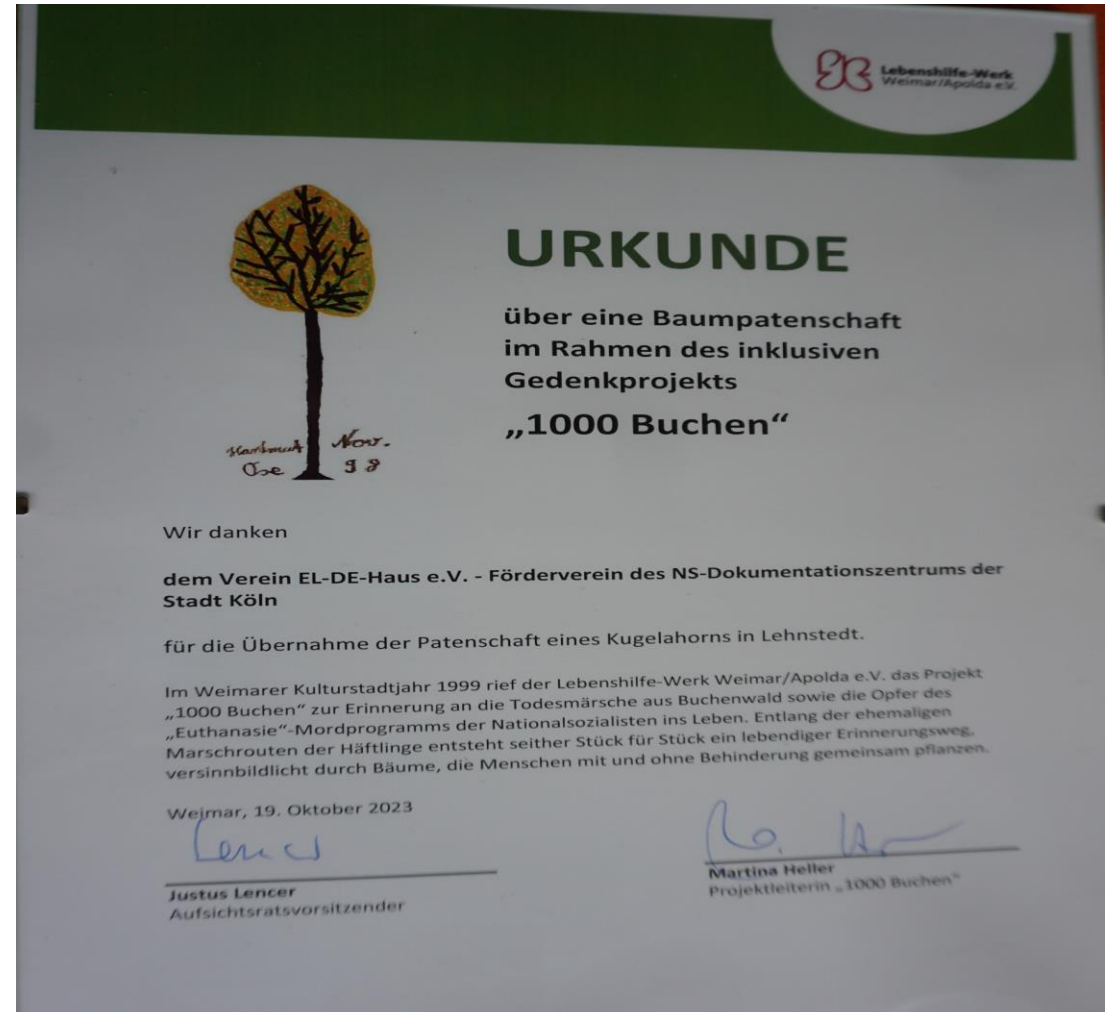 Lebenshilfe-Werk
Weimar/Apolda e.V.
URKUNDE
über eine Baumpatenschaft
im Rahmen des inklusiven
Gedenkprojekts
„1000 Buchen“
Hartmut Nov.
Ose 98
Wir danken
dem Verein EL-DE-Haus e.V. - Förderverein des NS-Dokumentationszentrums der
Stadt Köln
für die Übernahme der Patenschaft eines Kugelahorns in Lehnstedt.
Im Weimarer Kulturstadtjahr 1999 rief der Lebenshilfe-Werk Weimar/Apolda e.V. das Projekt
„1000 Buchen“ zur Erinnerung an die Todesmärsche aus Buchenwald sowie die Opfer des
„Euthanasie“-Mordprogramms der Nationalsozialisten ins Leben. Entlang der ehemaligen
Marschrouten der Häftlinge entsteht seither Stück für Stück ein lebendiger Erinnerungsweg,
versinnbildlicht durch Bäume, die Menschen mit und ohne Behinderung gemeinsam pflanzen.
Weimar, 19. Oktober 2023
Lencer
Justus Lencer
Aufsichtsratsvorsitzender
Martina Heller
Projektleiterin „1000 Buchen“